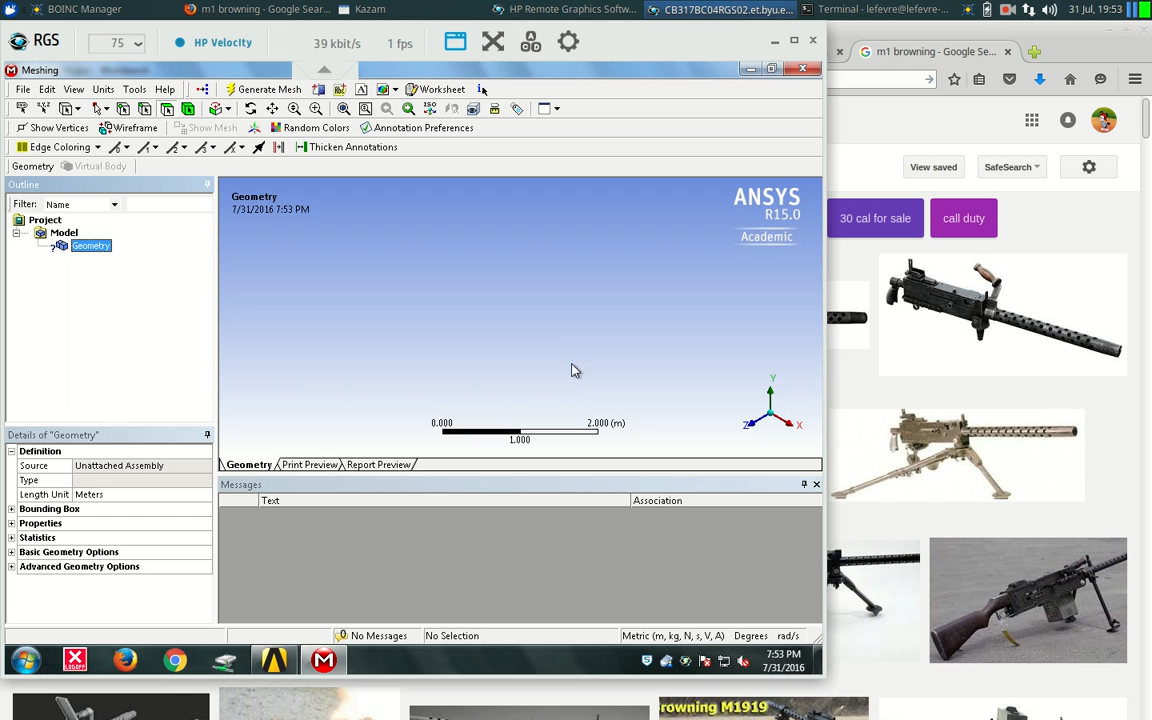 BOINC Manager
m1 browning - Google Sear...
Kazam
HP Remote Graphics Softw...
CB317BC04RGS02.et.byu.e...
Terminal - lefevre@lefevre-...
31 Jul, 19:53
RGS
75
HP Velocity
39 kbit/s
1 fps
m1 browning - Google Se...
Meshing
File
Edit
View
Units
Tools
Help
Generate Mesh
Worksheet
Show Vertices
Wireframe
Show Mesh
Random Colors
Annotation Preferences
Edge Coloring
Thicken Annotations
Geometry
Virtual Body
View saved
SafeSearch
30 cal for sale
call duty
Outline
Filter: Name
Project
Model
Geometry
Geometry
7/31/2016 7:53 PM
ANSYS
R15.0
Academic
0.000
2.000 (m)
1.000
Y
Z
X
Details of "Geometry"
Definition
Source
Unattached Assembly
Type
Length Unit
Meters
Bounding Box
Properties
Statistics
Basic Geometry Options
Advanced Geometry Options
Geometry
Print Preview
Report Preview
Messages
Text
Association
No Messages
No Selection
Metric (m, kg, N, s, V, A)
Degrees
rad/s
LOGOFF
7:53 PM
7/31/2016
rowning M1919